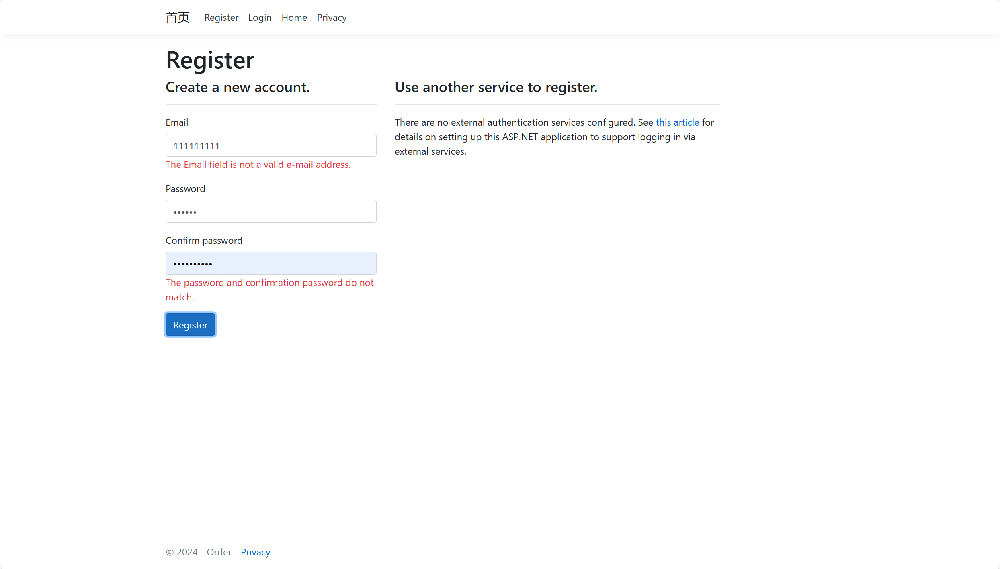 首页 Register Login Home Privacy
Register
Create a new account.
Email
111111111
The Email field is not a valid e-mail address.
Password
••••••
Confirm password
••••••••••
The password and confirmation password do not
match.
Register
Use another service to register.
There are no external authentication services configured. See this article for
details on setting up this ASP.NET application to support logging in via
external services.
© 2024 - Order - Privacy